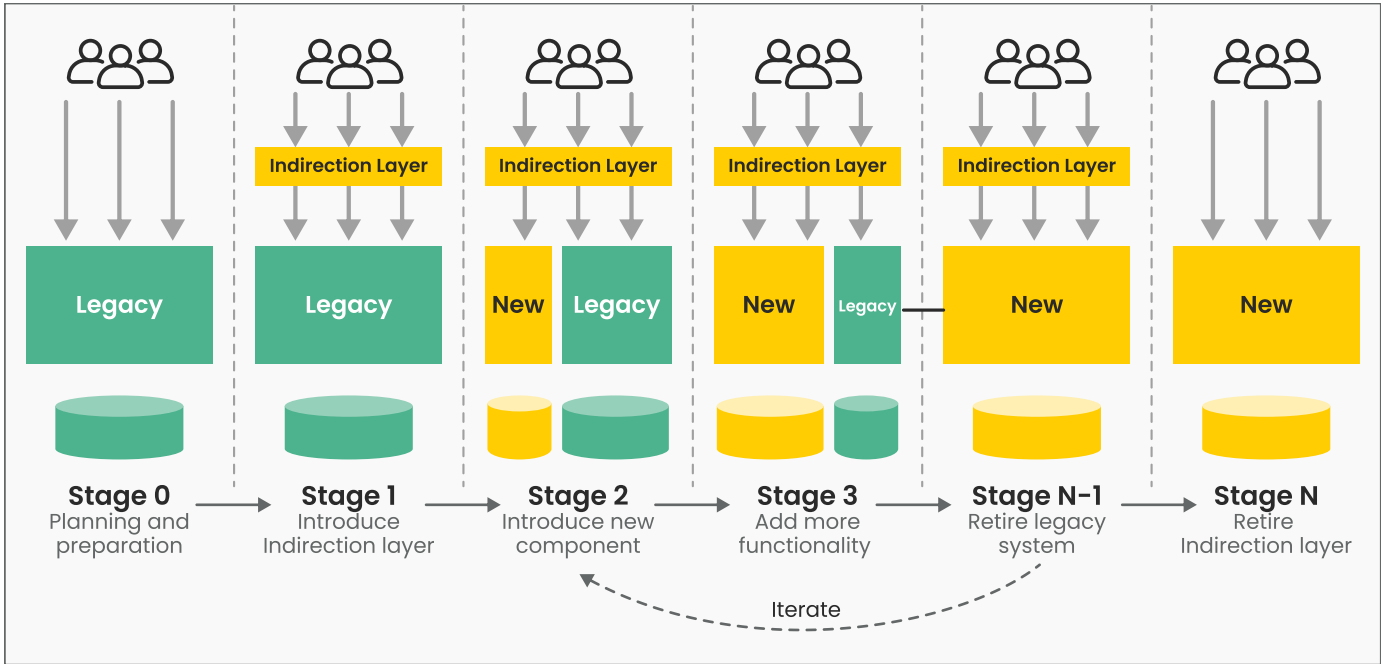 Indirection Layer
Indirection Layer
Indirection Layer
Indirection Layer
Legacy
Legacy
New
Legacy
New
Legacy
New
New
Stage 0
Planning and
preparation
Stage 1
Introduce
Indirection layer
Stage 2
Introduce new
component
Stage 3
Add more
functionality
Stage N-1
Retire legacy
system
Stage N
Retire
Indirection layer
Iterate